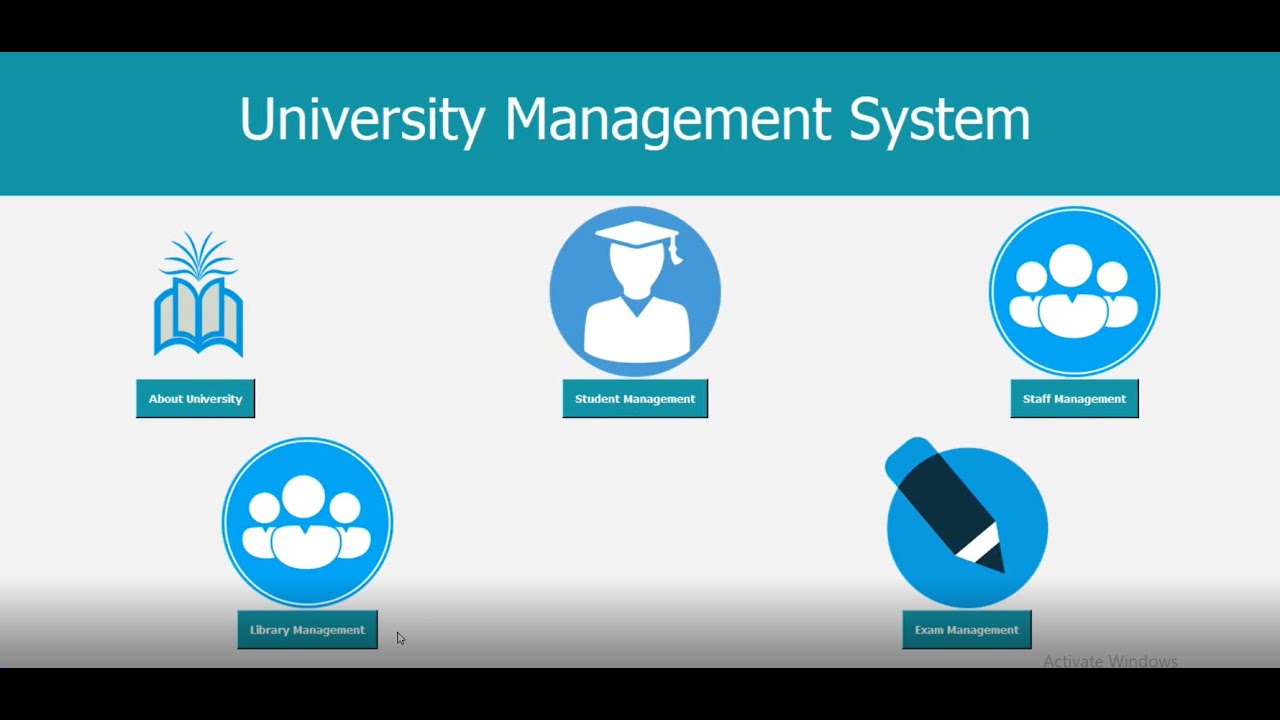 University Management System
About University
Student Management
Staff Management
Library Management
Exam Management
Activate Windows